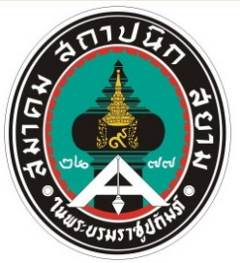 สมาคม สถาปนิก สยาม
๙
๒๔ ๗๗
ในพระบรมราชูปถัมภ์